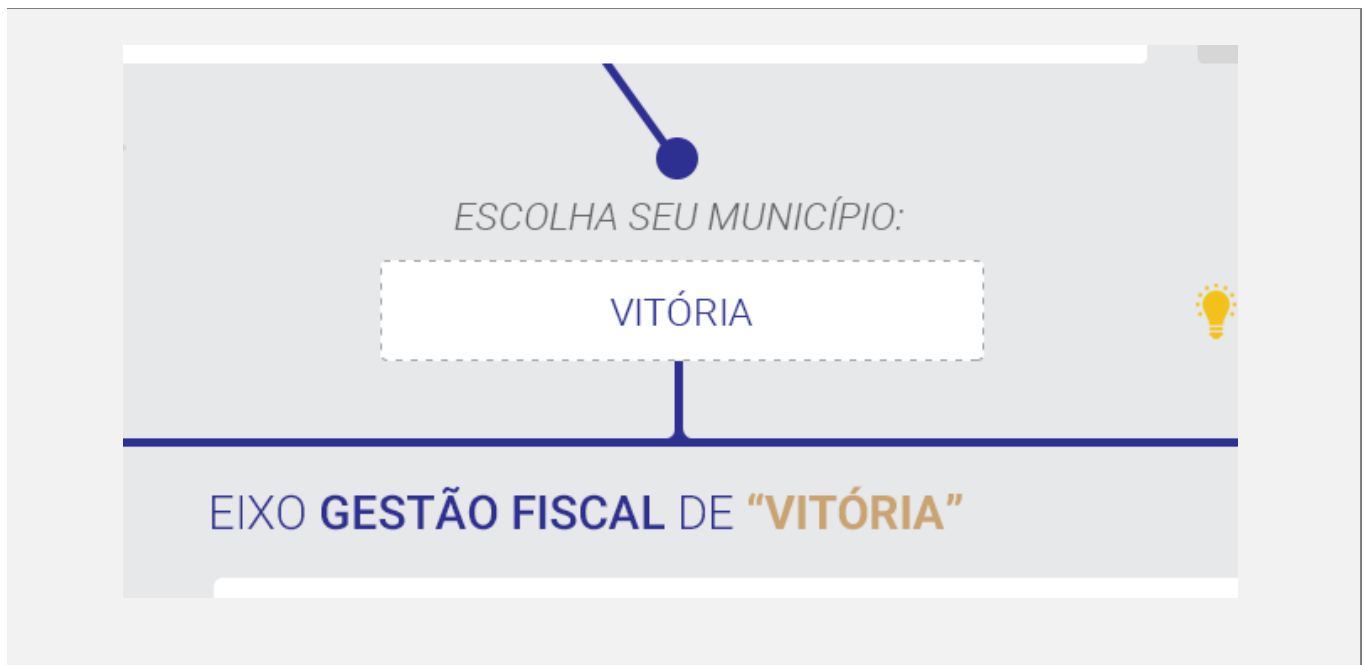 ESCOLHA SEU MUNICÍPIO:
VITÓRIA
EIXO GESTÃO FISCAL DE “VITÓRIA”